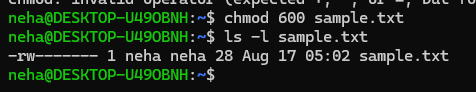 neha@DESKTOP-U49OBNH:~$ chmod 600 sample.txt
neha@DESKTOP-U49OBNH:~$ ls -l sample.txt
-rw------- 1 neha neha 28 Aug 17 05:02 sample.txt
neha@DESKTOP-U49OBNH:~$